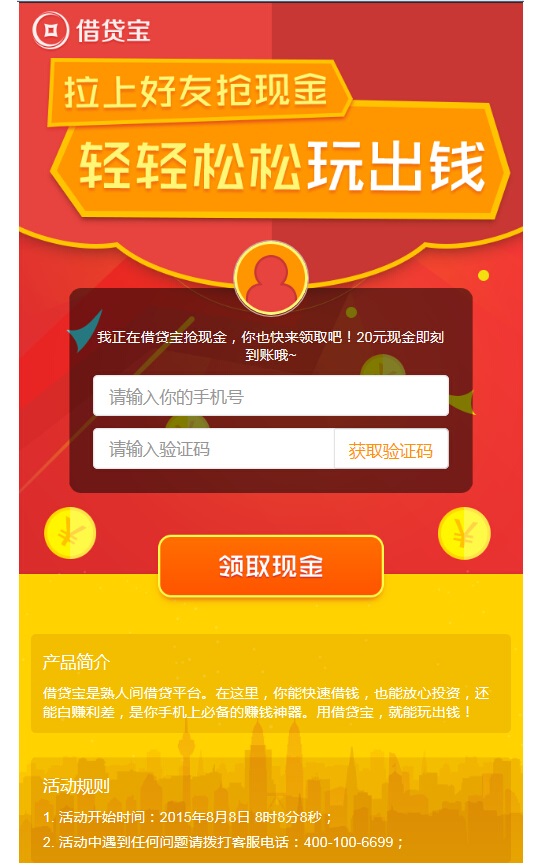 借贷宝
拉上好友抢现金
轻轻松松玩出钱
我正在借贷宝抢现金，你也快来领取吧！20元现金即刻
到账哦~
请输入你的手机号
请输入验证码
获取验证码
领取现金
产品简介
借贷宝是熟人间借贷平台。在这里，你能快速借钱，也能放心投资，还
能白赚利差，是你手机上必备的赚钱神器。用借贷宝，就能玩出钱！
活动规则
1. 活动开始时间：2015年8月8日 8时8分8秒；
2. 活动中遇到任何问题请拨打客服电话：400-100-6699；